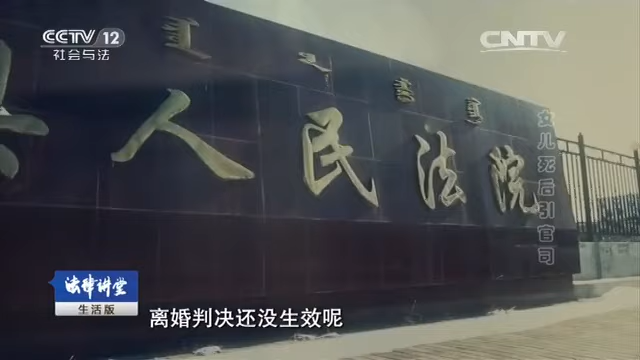 CCTV 12
社会与法
CNTV
县人民法院
女儿死后引官司
法律讲堂
生活版
离婚判决还没生效呢